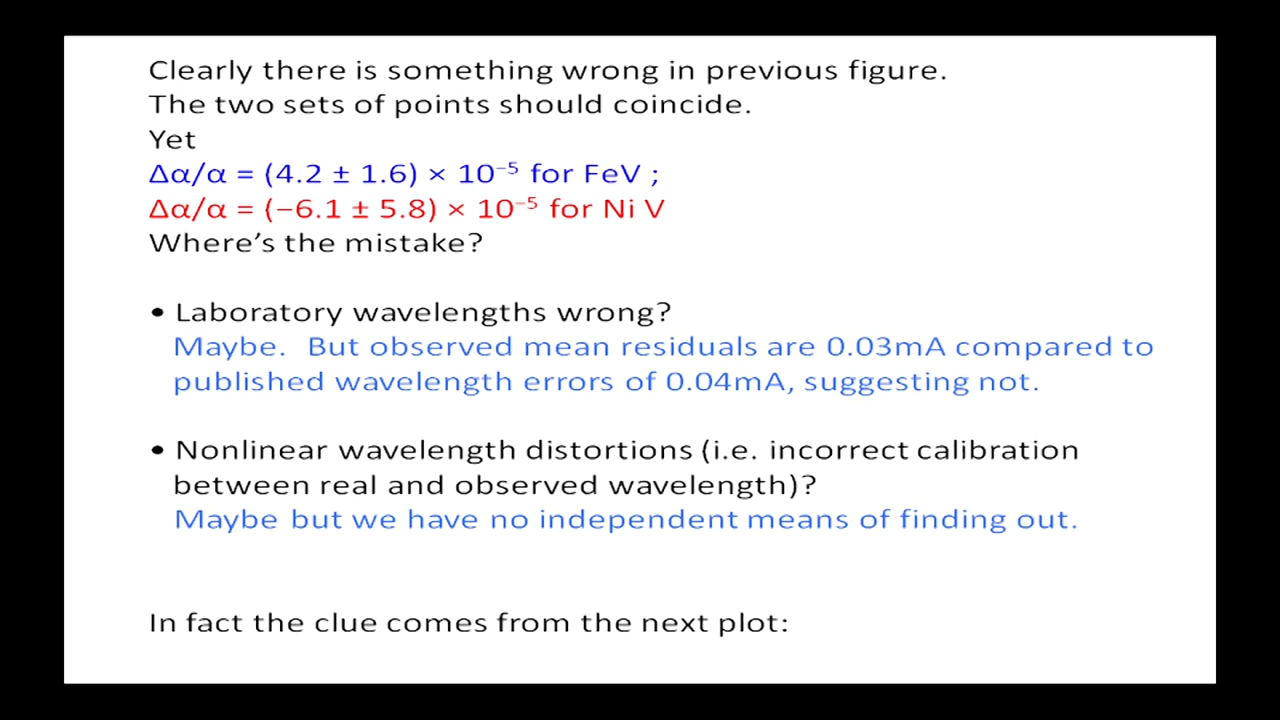 Clearly there is something wrong in previous figure.
The two sets of points should coincide.
Yet
Δα/α = (4.2 ± 1.6) × 10⁻⁵ for FeV ;
Δα/α = (−6.1 ± 5.8) × 10⁻⁵ for Ni V
Where’s the mistake?
• Laboratory wavelengths wrong?
Maybe. But observed mean residuals are 0.03mA compared to
published wavelength errors of 0.04mA, suggesting not.
• Nonlinear wavelength distortions (i.e. incorrect calibration
between real and observed wavelength)?
Maybe but we have no independent means of finding out.
In fact the clue comes from the next plot: